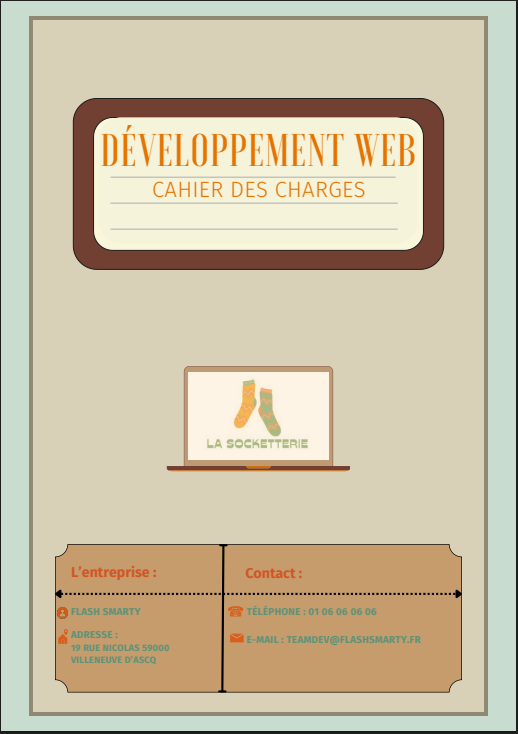 DÉVELOPPEMENT WEB
CAHIER DES CHARGES
LA SOCKETTERIE
L'entreprise :
FLASH SMARTY
ADRESSE :
19 RUE NICOLAS 59000
VILLENEUVE D'ASCQ
Contact :
TÉLÉPHONE : 01 06 06 06 06
E-MAIL : TEAMDEV@FLASHSMARTY.FR